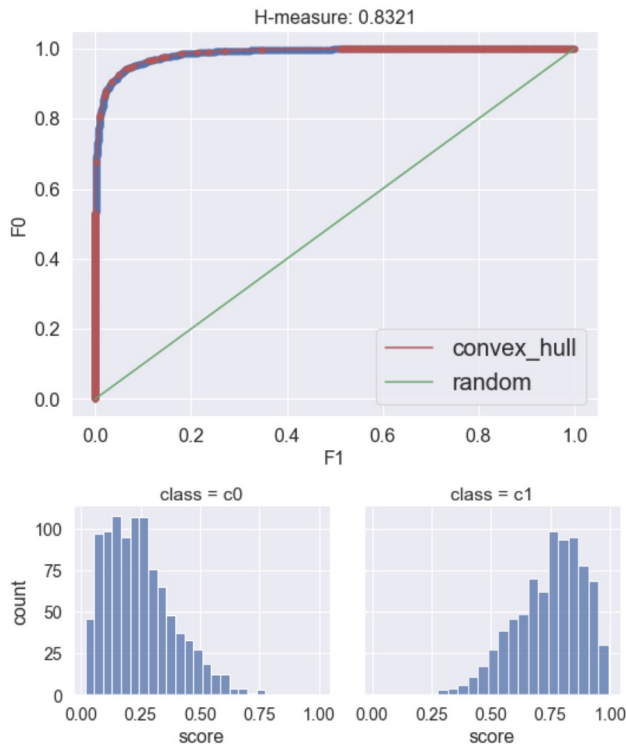 H-measure: 0.8321
1.0
0.8
0.6
0.4
0.2
0.0
F0
convex_hull
random
0.0 0.2 0.4 0.6 0.8 1.0
F1
class = c0 class = c1
100
75
50
25
0
count
0.00 0.25 0.50 0.75 1.00 0.00 0.25 0.50 0.75 1.00
score score